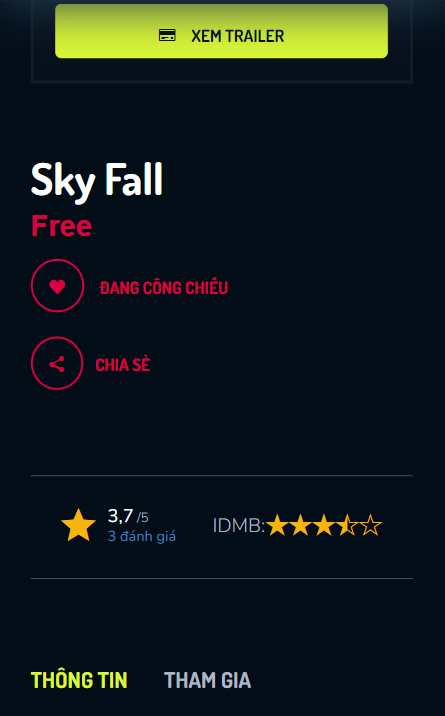 XEM TRAILER
Sky Fall
Free
ĐANG CÔNG CHIẾU
CHIA SẺ
3,7 /5
3 đánh giá
IDMB:
THÔNG TIN
THAM GIA